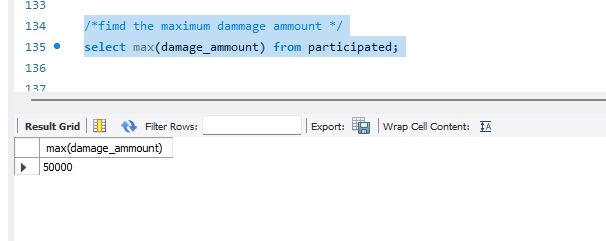 133
134 /*fimd the maximum dammage ammount */
135 select max(damage_ammount) from participated;
136
137
Result Grid Filter Rows: Export: Wrap Cell Content: IA
max(damage_ammount)
50000